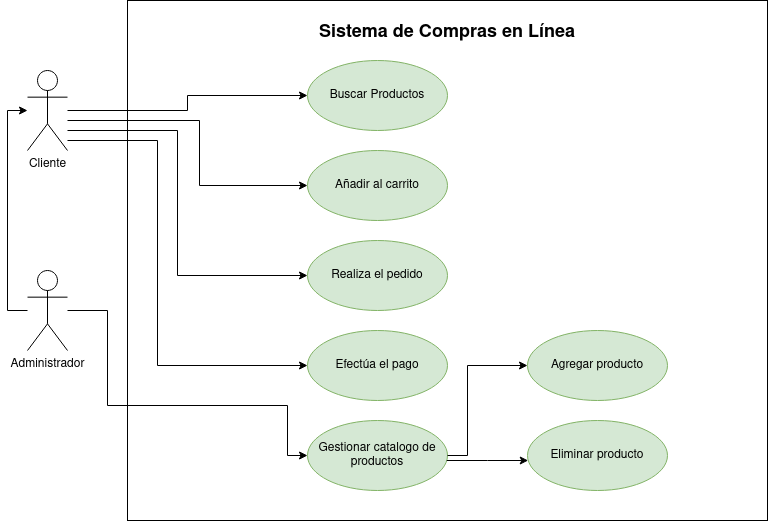 Sistema de Compras en Línea
Buscar Productos
Cliente
Añadir al carrito
Realiza el pedido
Administrador
Efectúa el pago
Agregar producto
Gestionar catalogo de
productos
Eliminar producto